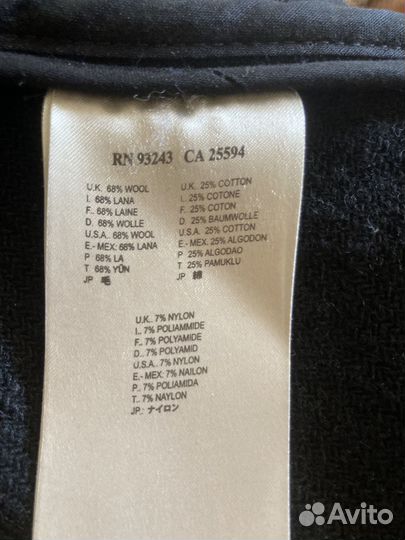 RN 93243 CA 25594
U.K. 68% WOOL
I. 68% LANA
F.. 68% LAINE
D. 68% WOLLE
U.S.A.. 68% WOOL
E.- MEX: 68% LANA
P 68% LA
T. 68% YÜN
JP 毛
U.K.. 25% COTTON
I.. 25% COTONE
F.. 25% COTON
D.. 25% BAUMWOLLE
U.S.A. 25% COTTON
E.- MEX: 25% ALGODON
P. 25% ALGODAO
T.. 25% PAMUKLU
JP. 綿
U.K.. 7% NYLON
I.. 7% POLIAMMIDE
F.. 7% POLYAMIDE
D.. 7% POLYAMID
U.S.A.. 7% NYLON
E.- MEX: 7% NAILON
P.. 7% POLIAMIDA
T.. 7% NAYLON
JP.: ナイロン
Avito